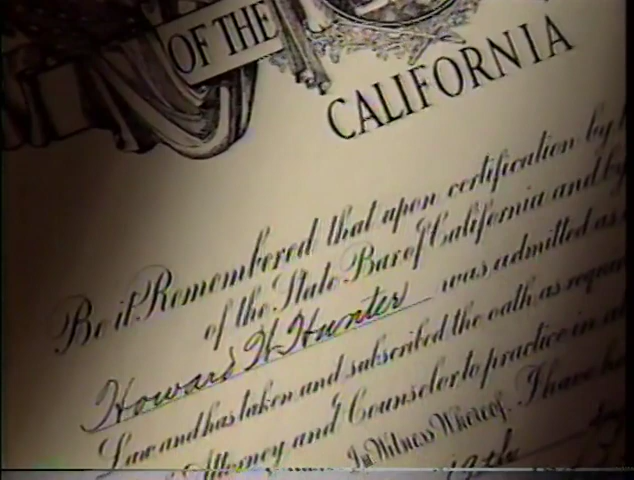 OF THE
CALIFORNIA
Be it Remembered that upon certification by
of the State Bar of California and by
Howard W Hunter was admitted as
Law and has taken and subscribed the oath as
Attorney and Counselor to practice in
In Witness Whereof, I have